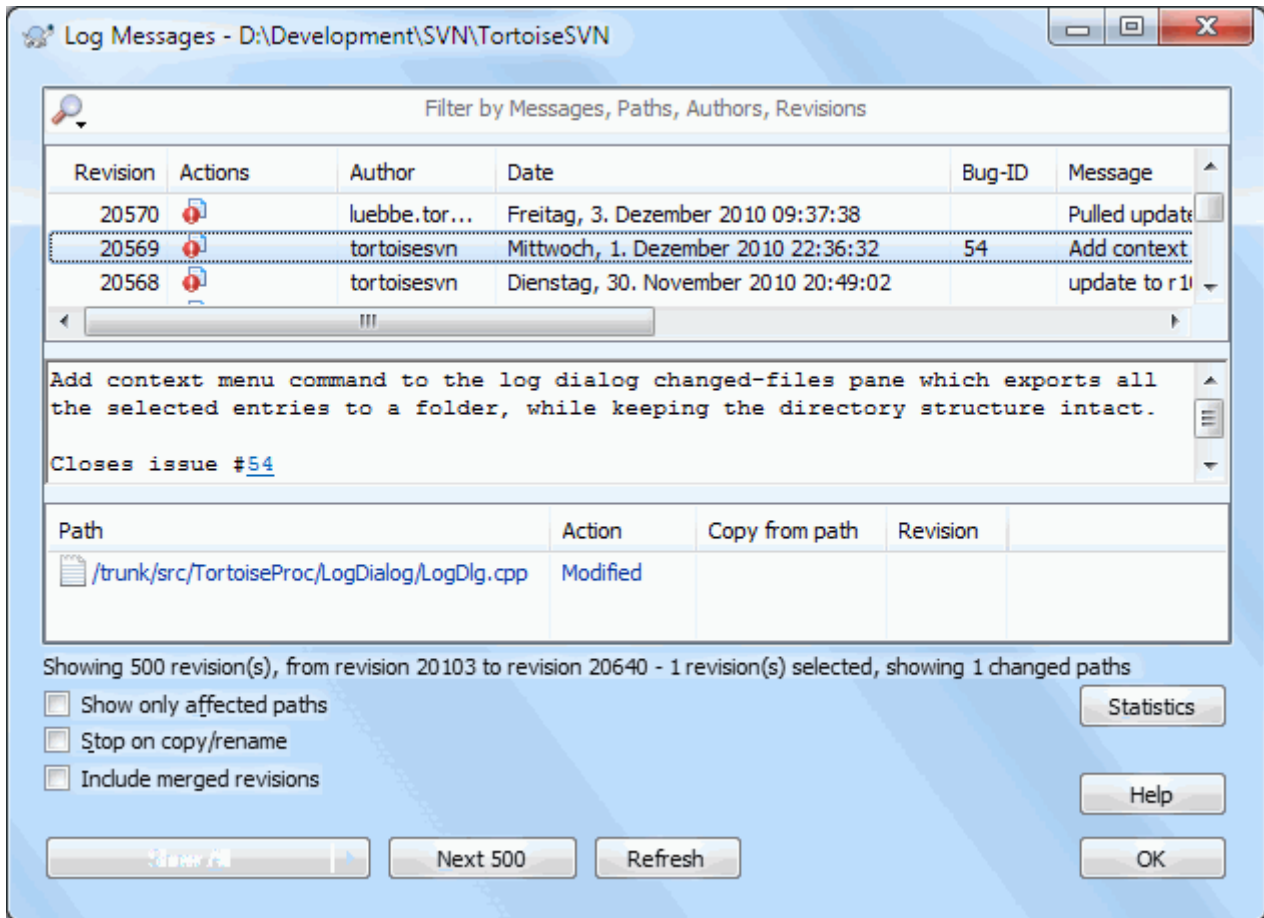 Log Messages - D:\Development\SVN\TortoiseSVN
Filter by Messages, Paths, Authors, Revisions
Revision Actions Author Date Bug-ID Message
20570 luebbe.tor... Freitag, 3. Dezember 2010 09:37:38 Pulled update
20569 tortoisesvn Mittwoch, 1. Dezember 2010 22:36:32 54 Add context
20568 tortoisesvn Dienstag, 30. November 2010 20:49:02 update to
Add context menu command to the log dialog changed-files pane which exports all
the selected entries to a folder, while keeping the directory structure intact.
Closes issue #54
Path Action Copy from path Revision
/trunk/src/TortoiseProc/LogDialog/LogDlg.cpp Modified
Showing 500 revision(s), from revision 20103 to revision 20640 - 1 revision(s) selected, showing 1 changed paths
Show only affected paths
Statistics
Stop on copy/rename
Include merged revisions
Help
Show All Next 500 Refresh OK